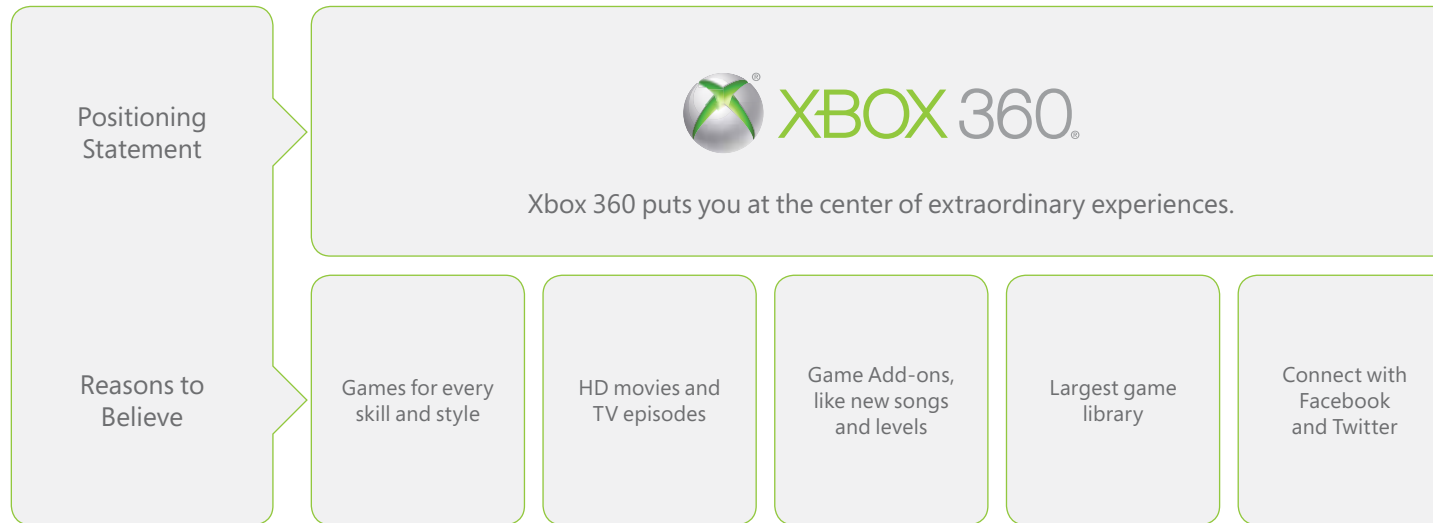 Positioning
Statement
®
XBOX 360®
Xbox 360 puts you at the center of extraordinary experiences.
Reasons to
Believe
Games for every
skill and style
HD movies and
TV episodes
Game Add-ons,
like new songs
and levels
Largest game
library
Connect with
Facebook
and Twitter